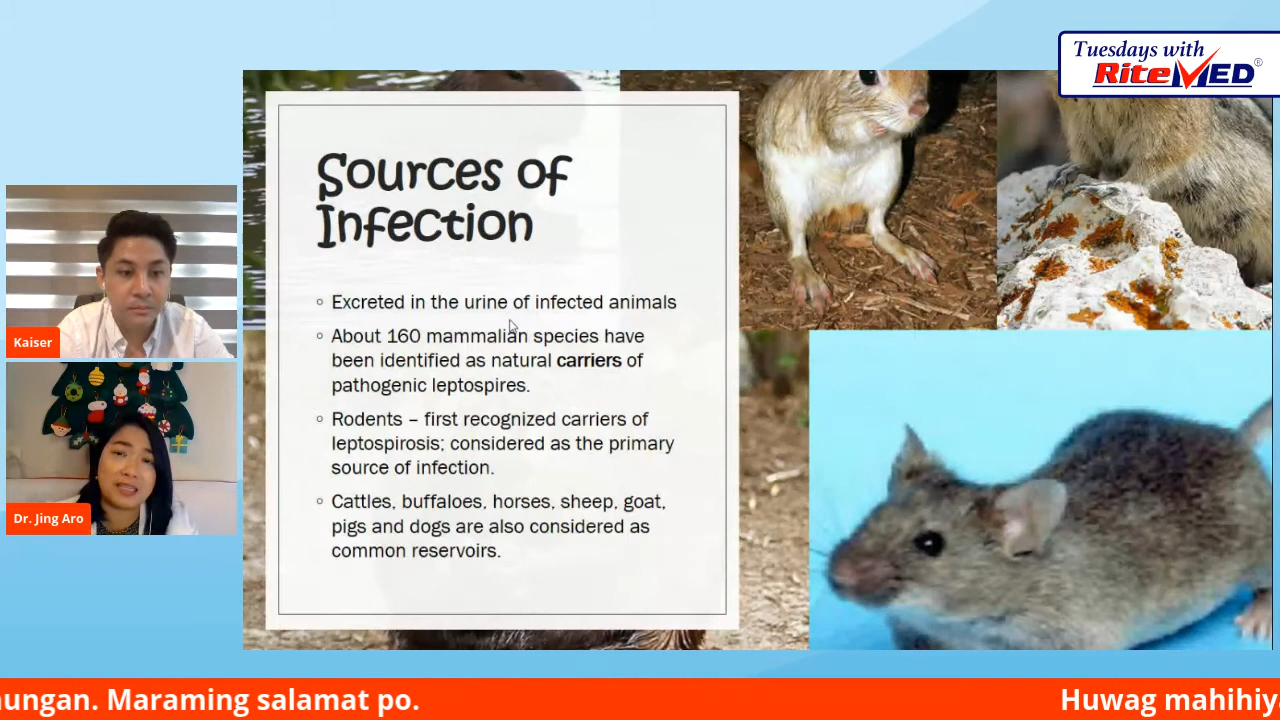 Tuesdays with
RiteMED®
Sources of
Infection
◦ Excreted in the urine of infected animals
◦ About 160 mammalian species have
been identified as natural carriers of
pathogenic leptospires.
◦ Rodents – first recognized carriers of
leptospirosis; considered as the primary
source of infection.
◦ Cattles, buffaloes, horses, sheep, goat,
pigs and dogs are also considered as
common reservoirs.
Kaiser
Dr. Jing Aro
Maraming salamat po. Huwag